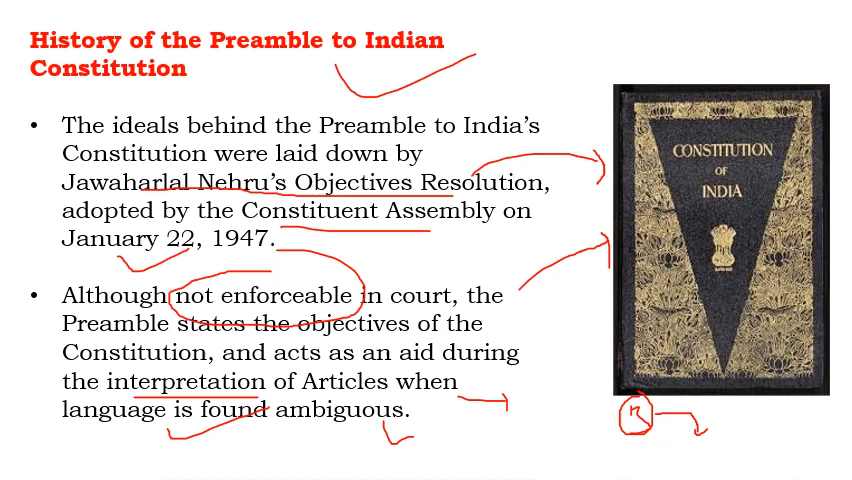 History of the Preamble to Indian
Constitution
• The ideals behind the Preamble to India's
Constitution were laid down by
Jawaharlal Nehru's Objectives Resolution,
adopted by the Constituent Assembly on
January 22, 1947.
• Although not enforceable in court, the
Preamble states the objectives of the
Constitution, and acts as an aid during
the interpretation of Articles when
language is found ambiguous.
CONSTITUTION
OF
INDIA